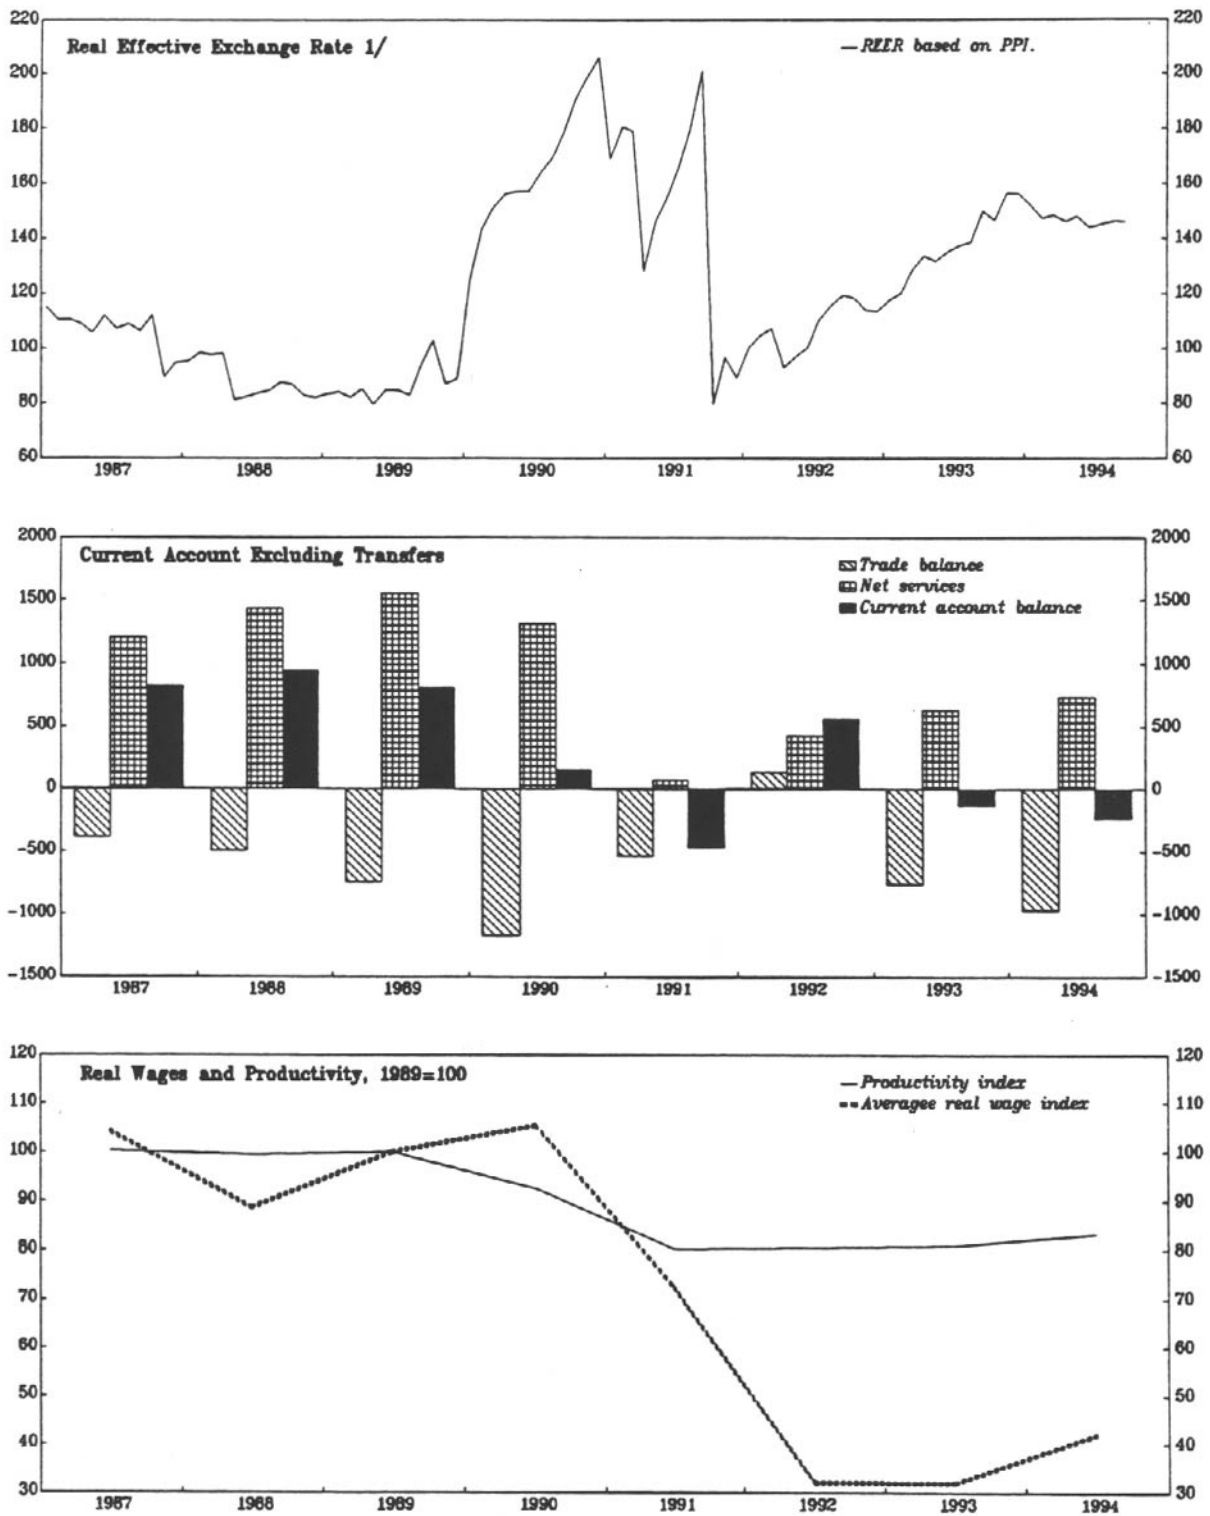 Real Effective Exchange Rate 1/
REER based on PPI.
220 220
200 200
180 180
160 160
140 140
120 120
100 100
80 80
60 60
1987 1988 1989 1990 1991 1992 1993 1994
Current Account Excluding Transfers
Trade balance
Net services
Current account balance
2000 2000
1500 1500
1000 1000
500 500
0 0
-500 -500
-1000 -1000
-1500 -1500
1987 1988 1989 1990 1991 1992 1993 1994
Real Wages and Productivity, 1989=100
Productivity index
Averagee real wage index
120 120
110 110
100 100
90 90
80 80
70 70
60 60
50 50
40 40
30 30
1987 1988 1989 1990 1991 1992 1993 1994